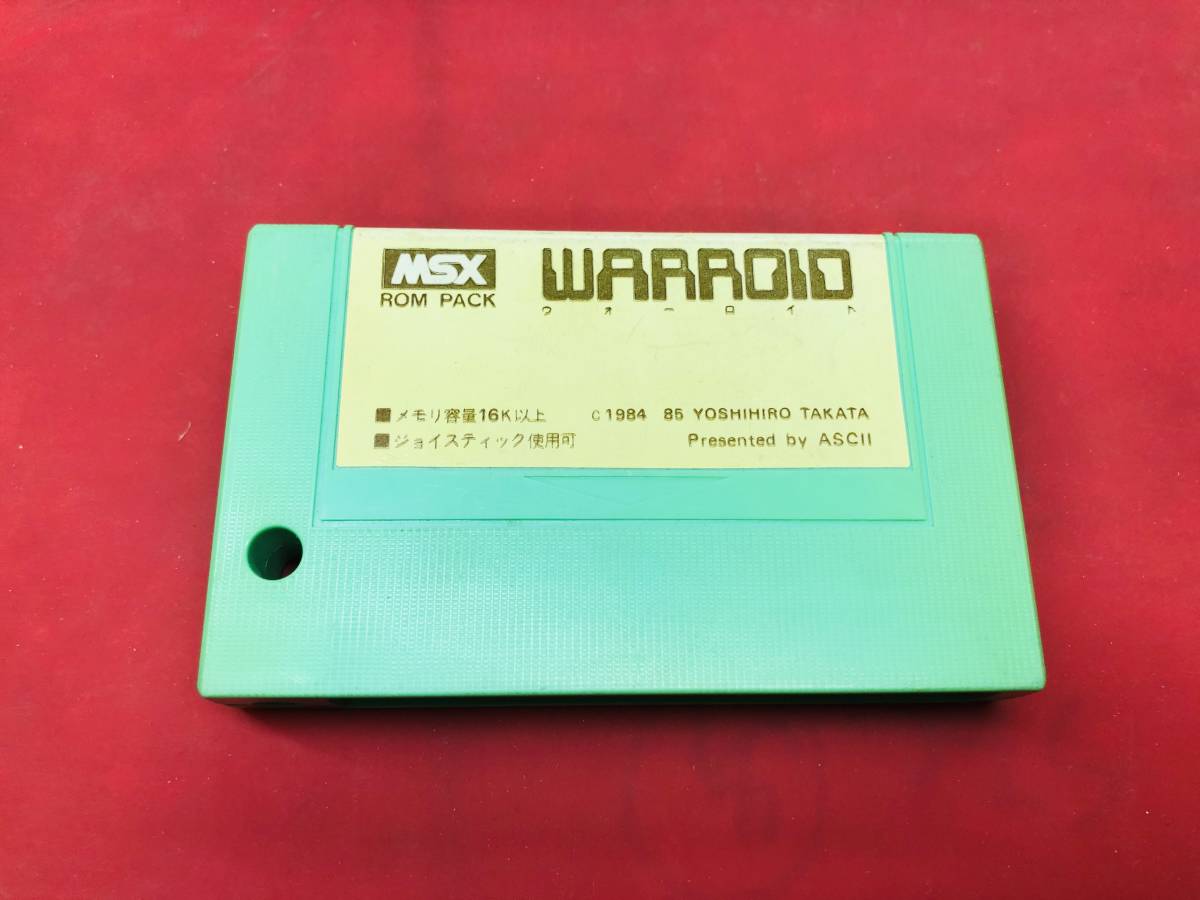 MSX
ROM PACK
WARROID
ウォーロイド
■メモリ容量16K以上
©1984 85 YOSHIHIRO TAKATA
■ジョイスティック使用可
Presented by ASCII